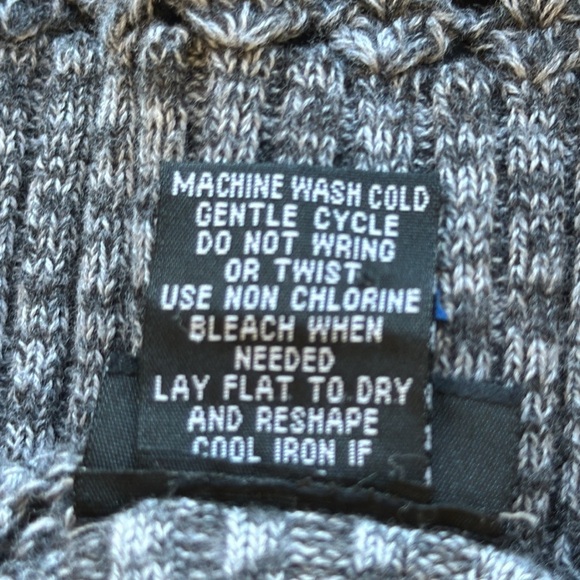 MACHINE WASH COLD
GENTLE CYCLE
DO NOT WRING
OR TWIST
USE NON CHLORINE
BLEACH WHEN
NEEDED
LAY FLAT TO DRY
AND RESHAPE
COOL IRON IF